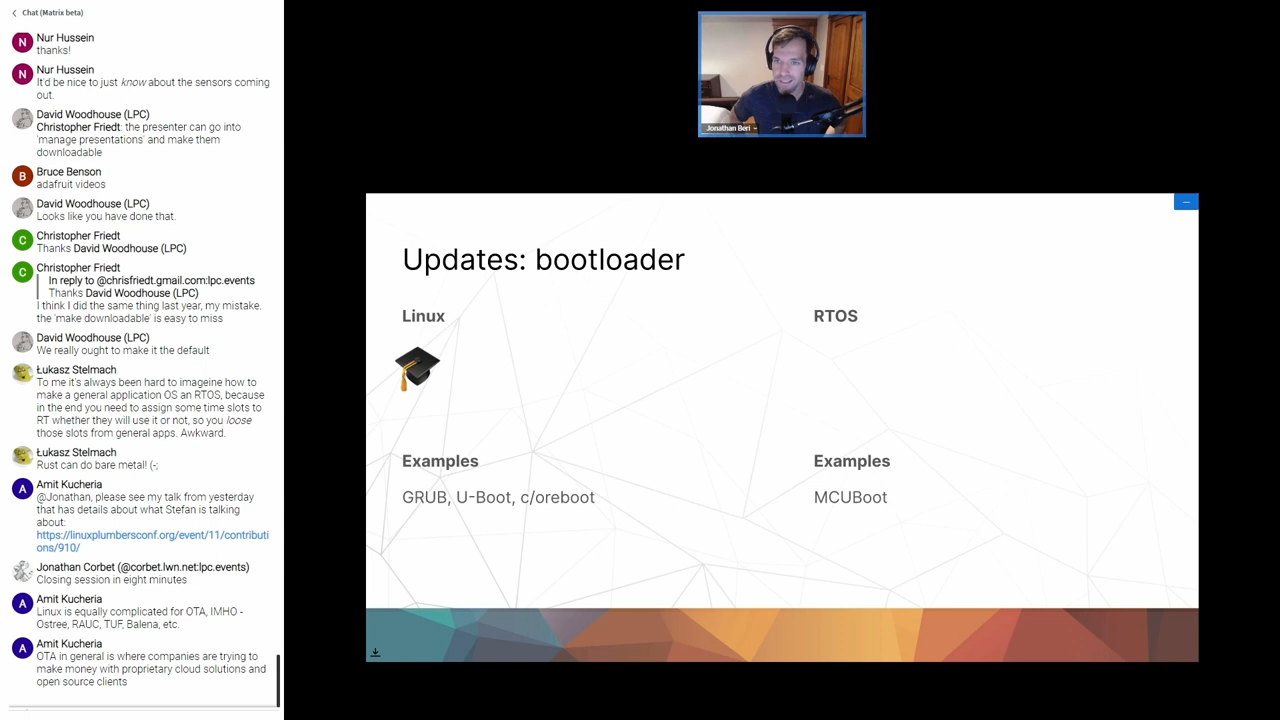 Chat (Matrix beta)
Nur Hussein
thanks!
Nur Hussein
It'd be nice to just know about the sensors coming
out.
David Woodhouse (LPC)
Christopher Friedt: the presenter can go into
'manage presentations' and make them
downloadable
Bruce Benson
adafruit videos
David Woodhouse (LPC)
Looks like you have done that.
Christopher Friedt
Thanks David Woodhouse (LPC)
Christopher Friedt
In reply to @chrisfriedt.gmail.com:lpc.events
Thanks David Woodhouse (LPC)
I think I did the same thing last year, my mistake.
the 'make downloadable' is easy to miss
David Woodhouse (LPC)
We really ought to make it the default
Łukasz Stelmach
To me it's always been hard to imageine how to
make a general application OS an RTOS, because
in the end you need to assign some time slots to
RT whether they will use it or not, so you loose
those slots from general apps. Awkward.
Łukasz Stelmach
Rust can do bare metal! (-;
Amit Kucheria
@Jonathan, please see my talk from yesterday
that has details about what Stefan is talking
about:
https://linuxplumbersconf.org/event/11/contributi
ons/910/
Jonathan Corbet (@corbet.lwn.net:lpc.events)
Closing session in eight minutes
Amit Kucheria
Linux is equally complicated for OTA, IMHO -
Ostree, RAUC, TUF, Balena, etc.
Amit Kucheria
OTA in general is where companies are trying to
make money with proprietary cloud solutions and
open source clients
Jonathan Beri
Updates: bootloader
Linux
RTOS
Examples
Examples
GRUB, U-Boot, c/oreboot
MCUBoot